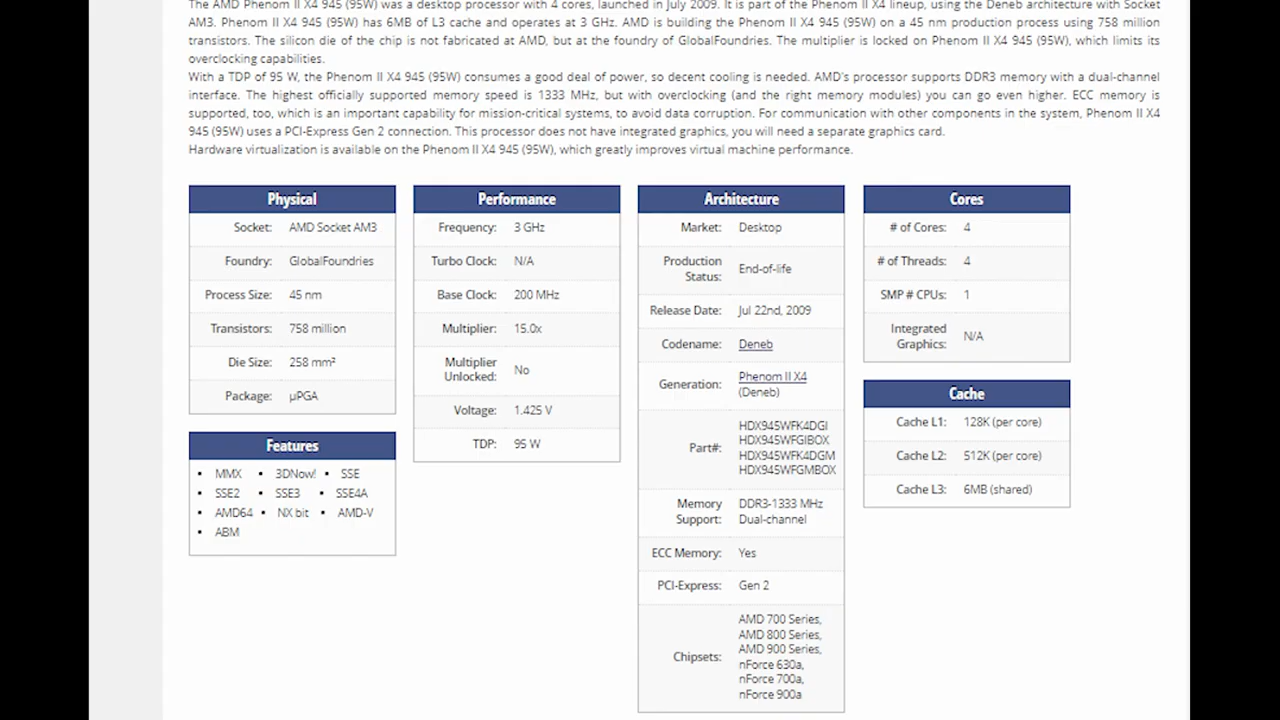 The AMD Phenom II X4 945 (95W) was a desktop processor with 4 cores, launched in July 2009. It is part of the Phenom II X4 lineup, using the Deneb architecture with Socket
AM3. Phenom II X4 945 (95W) has 6MB of L3 cache and operates at 3 GHz. AMD is building the Phenom II X4 945 (95W) on a 45 nm production process using 758 million
transistors. The silicon die of the chip is not fabricated at AMD, but at the foundry of GlobalFoundries. The multiplier is locked on Phenom II X4 945 (95W), which limits its
overclocking capabilities.
With a TDP of 95 W, the Phenom II X4 945 (95W) consumes a good deal of power, so decent cooling is needed. AMD's processor supports DDR3 memory with a dual-channel
interface. The highest officially supported memory speed is 1333 MHz, but with overclocking (and the right memory modules) you can go even higher. ECC memory is
supported, too, which is an important capability for mission-critical systems, to avoid data corruption. For communication with other components in the system, Phenom II X4
945 (95W) uses a PCI-Express Gen 2 connection. This processor does not have integrated graphics, you will need a separate graphics card.
Hardware virtualization is available on the Phenom II X4 945 (95W), which greatly improves virtual machine performance.
Physical
Socket: AMD Socket AM3
Foundry: GlobalFoundries
Process Size: 45 nm
Transistors: 758 million
Die Size: 258 mm²
Package: µPGA
Features
• MMX • 3DNow! • SSE
• SSE2 • SSE3 • SSE4A
• AMD64 • NX bit • AMD-V
• ABM
Performance
Frequency: 3 GHz
Turbo Clock: N/A
Base Clock: 200 MHz
Multiplier: 15.0x
Multiplier
Unlocked: No
Voltage: 1.425 V
TDP: 95 W
Architecture
Market: Desktop
Production
Status: End-of-life
Release Date: Jul 22nd, 2009
Codename: Deneb
Generation: Phenom II X4
(Deneb)
Part#: HDX945WFK4DGI
HDX945WFGIBOX
HDX945WFK4DGM
HDX945WFGMBOX
Memory
Support: DDR3-1333 MHz
Dual-channel
ECC Memory: Yes
PCI-Express: Gen 2
Chipsets: AMD 700 Series,
AMD 800 Series,
AMD 900 Series,
nForce 630a,
nForce 700a,
nForce 900a
Cores
# of Cores: 4
# of Threads: 4
SMP # CPUs: 1
Integrated
Graphics: N/A
Cache
Cache L1: 128K (per core)
Cache L2: 512K (per core)
Cache L3: 6MB (shared)